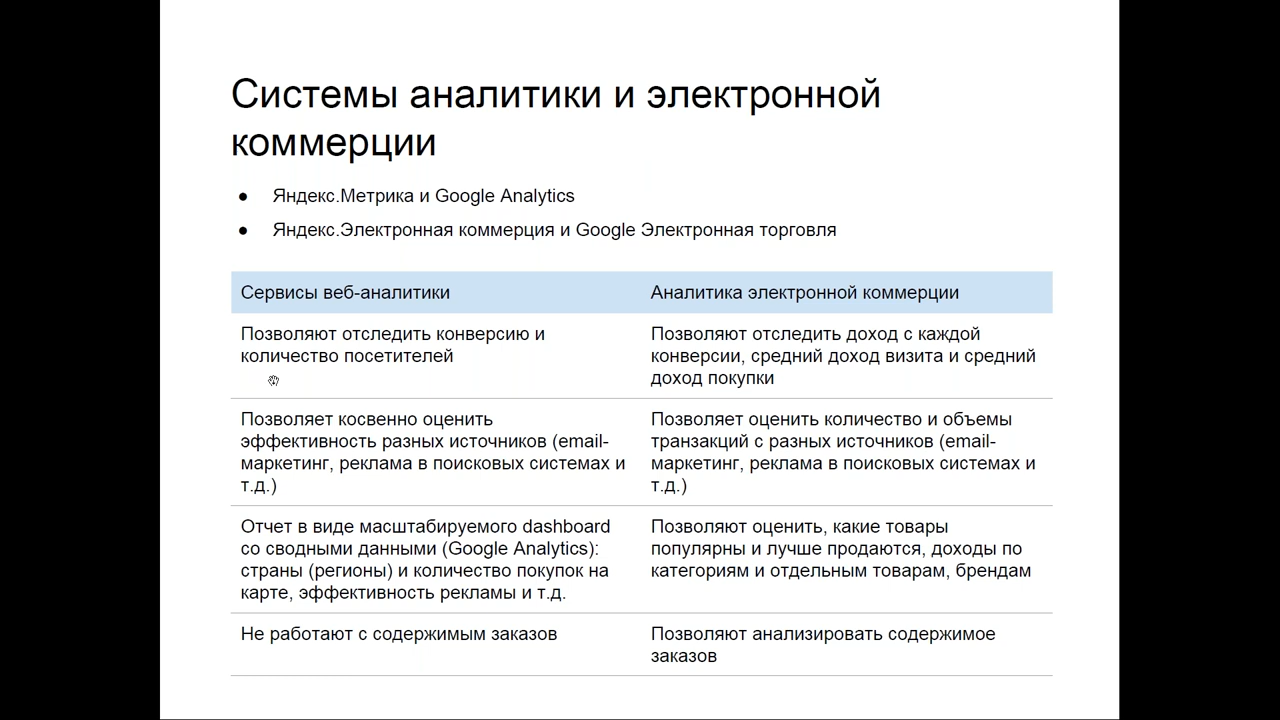 Системы аналитики и электронной
коммерции
● Яндекс.Метрика и Google Analytics
● Яндекс.Электронная коммерция и Google Электронная торговля
Сервисы веб-аналитики
Аналитика электронной коммерции
Позволяют отследить конверсию и
количество посетителей
Позволяют отследить доход с каждой
конверсии, средний доход визита и средний
доход покупки
Позволяет косвенно оценить
эффективность разных источников (email-
маркетинг, реклама в поисковых системах и
т.д.)
Позволяет оценить количество и объемы
транзакций с разных источников (email-
маркетинг, реклама в поисковых системах и
т.д.)
Отчет в виде масштабируемого dashboard
со сводными данными (Google Analytics):
страны (регионы) и количество покупок на
карте, эффективность рекламы и т.д.
Позволяют оценить, какие товары
популярны и лучше продаются, доходы по
категориям и отдельным товарам, брендам
Не работают с содержимым заказов
Позволяют анализировать содержимое
заказов